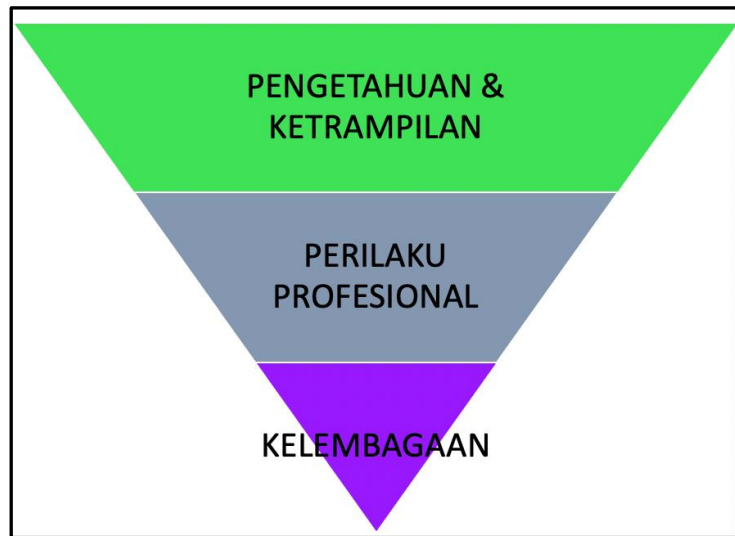 PENGETAHUAN &
KETRAMPILAN
PERILAKU
PROFESIONAL
KELEMBAGAAN